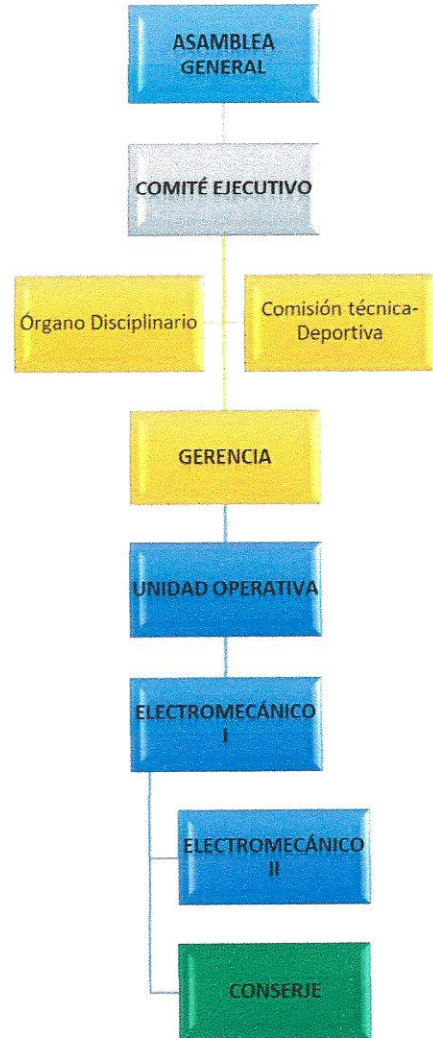 ASAMBLEA
GENERAL
COMITÉ EJECUTIVO
Órgano Disciplinario
Comisión técnica-
Deportiva
GERENCIA
UNIDAD OPERATIVA
ELECTROMECÁNICO
I
ELECTROMECÁNICO
II
CONSERJE